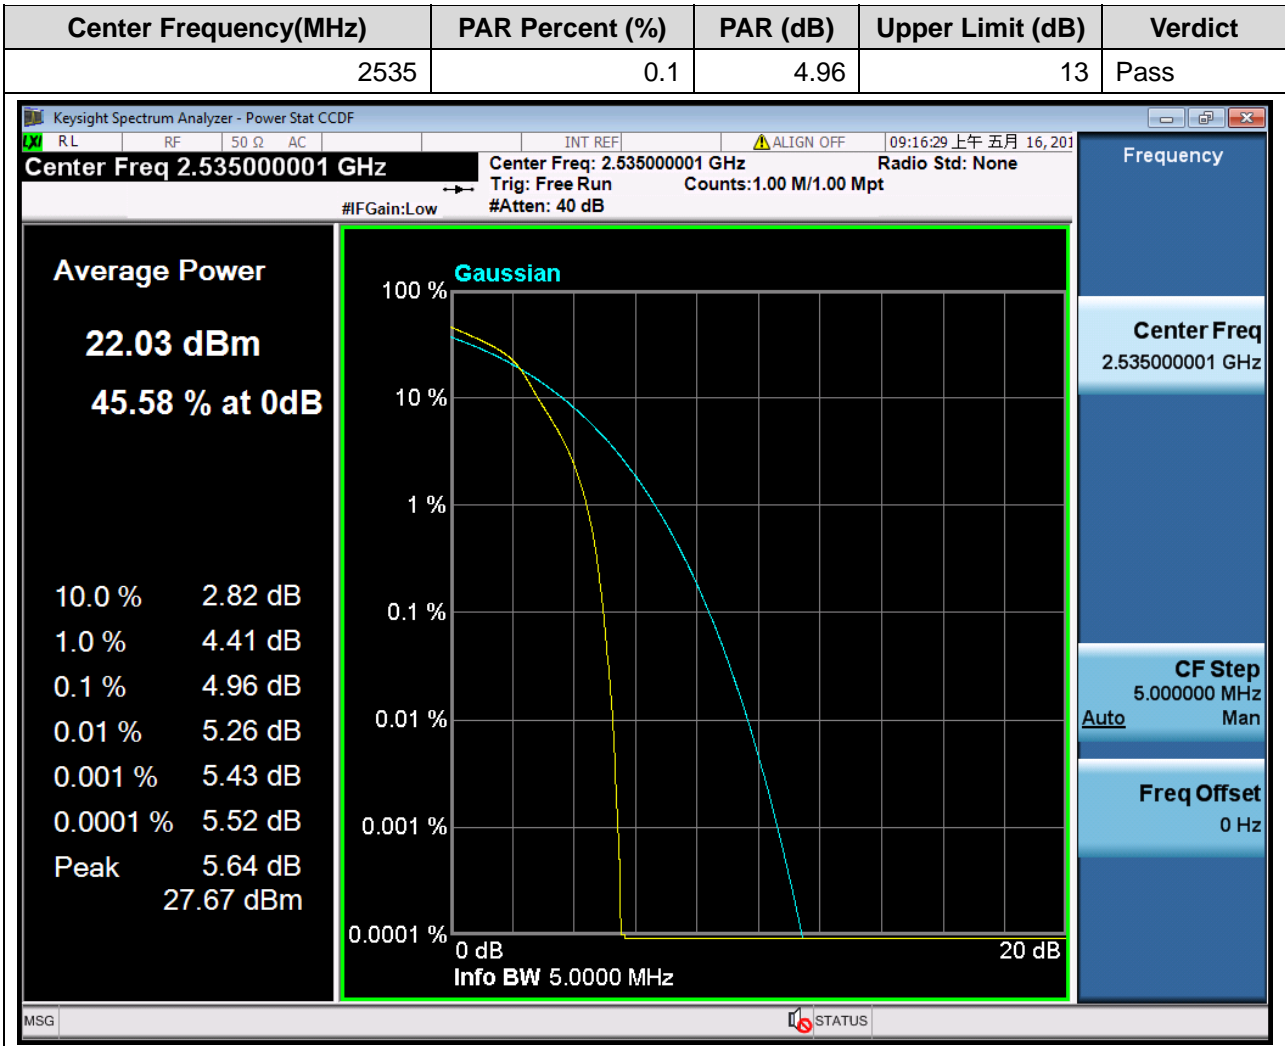 Center Frequency(MHz) PAR Percent (%) PAR (dB) Upper Limit (dB) Verdict
2535 0.1 4.96 13 Pass
Keysight Spectrum Analyzer - Power Stat CCDF
LXI RL RF 50 Ω AC INT REF ALIGN OFF 09:16:29 上午 五月 16, 201
Center Freq 2.535000001 GHz
Center Freq: 2.535000001 GHz Radio Std: None
Trig: Free Run Counts:1.00 M/1.00 Mpt
#IFGain:Low #Atten: 40 dB
Frequency
Average Power
22.03 dBm
45.58 % at 0dB
10.0 % 2.82 dB
1.0 % 4.41 dB
0.1 % 4.96 dB
0.01 % 5.26 dB
0.001 % 5.43 dB
0.0001 % 5.52 dB
Peak 5.64 dB
27.67 dBm
Gaussian
100 %
10 %
1 %
0.1 %
0.01 %
0.001 %
0.0001 %
0 dB 20 dB
Info BW 5.0000 MHz
Center Freq
2.535000001 GHz
CF Step
5.000000 MHz
Auto Man
Freq Offset
0 Hz
MSG STATUS